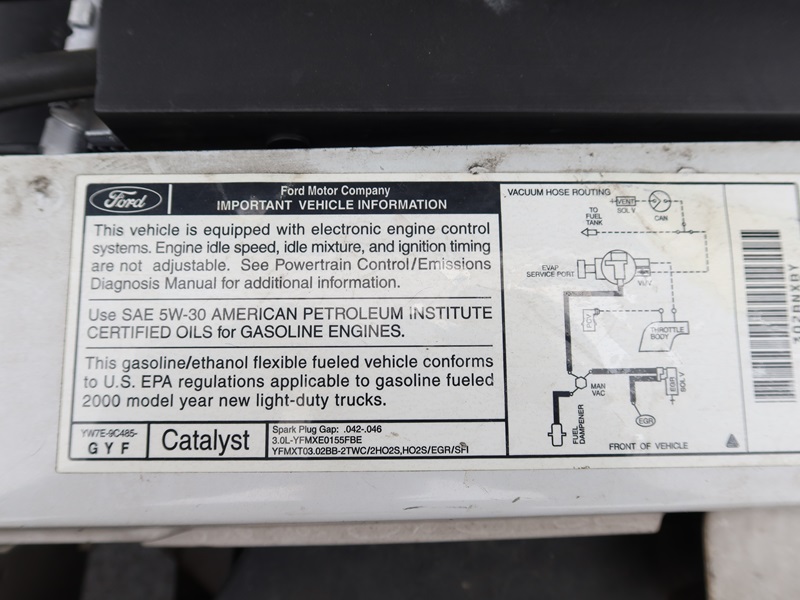 Ford
Ford Motor Company
IMPORTANT VEHICLE INFORMATION
This vehicle is equipped with electronic engine control
systems. Engine idle speed, idle mixture, and ignition timing
are not adjustable. See Powertrain Control/Emissions
Diagnosis Manual for additional information.
Use SAE 5W-30 AMERICAN PETROLEUM INSTITUTE
CERTIFIED OILS for GASOLINE ENGINES.
This gasoline/ethanol flexible fueled vehicle conforms
to U.S. EPA regulations applicable to gasoline fueled
2000 model year new light-duty trucks.
YW7E-9C485-
GYF
Catalyst
Spark Plug Gap: .042-.046
3.0L-YFMXE0155FBE
YFMXT03.02BB-2TWC/2HO2S,HO2S/EGR/SFI
VACUUM HOSE ROUTING
VENT
SOL V
CAN
TO
FUEL
TANK
EVAP
SERVICE PORT
VMV
PCV
THROTTLE
BODY
MAN
VAC
EGR
SOL V
EGR
FUEL
DAMPENER
FRONT OF VEHICLE